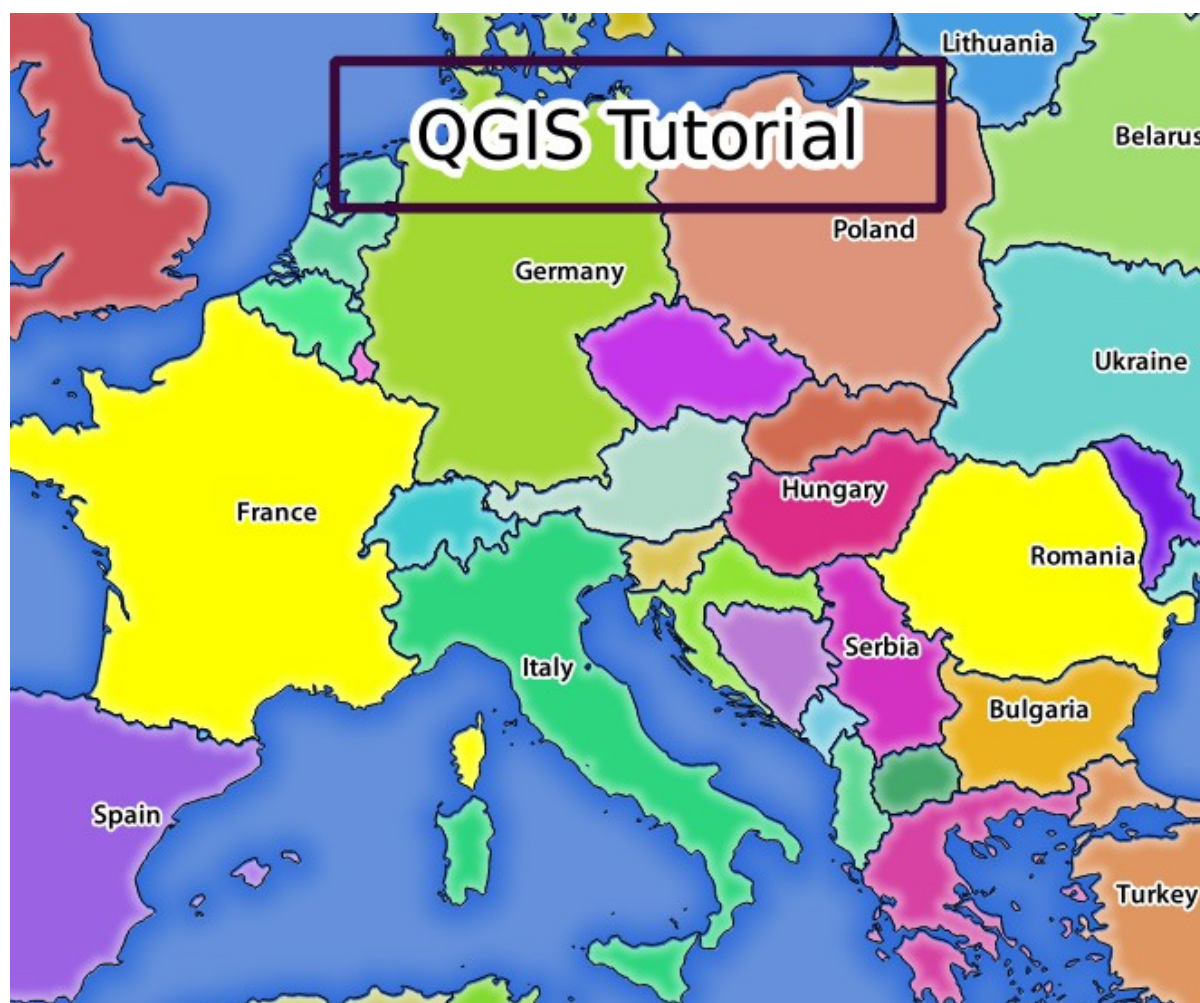 Lithuania
QGIS Tutorial
Belarus
Poland
Germany
Ukraine
Hungary
France
Romania
Serbia
Italy
Bulgaria
Spain
Turkey